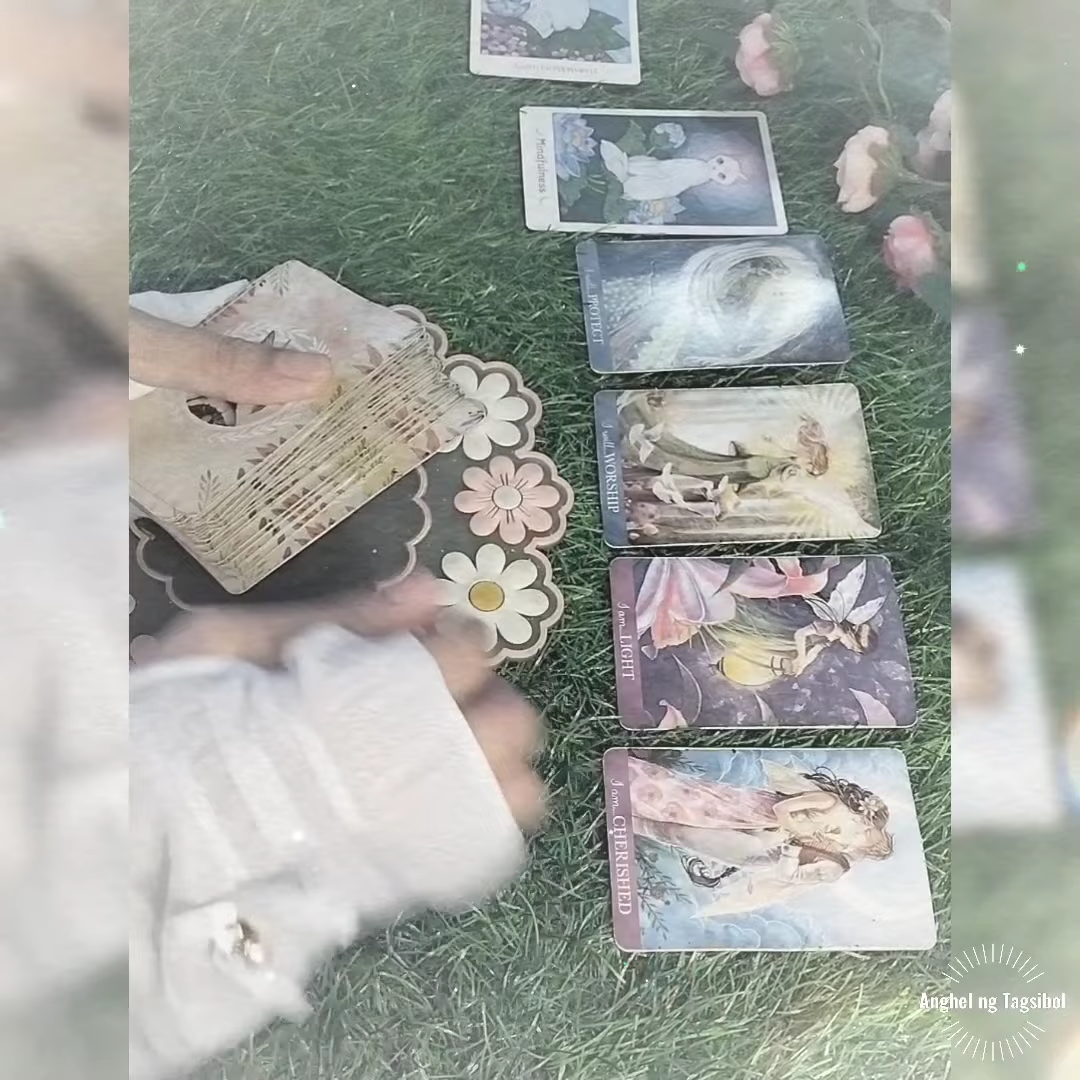 Mindfulness
I will PROTECT
I will WORSHIP
I am... LIGHT
I am... CHERISHED
Anghel ng Tagsibol